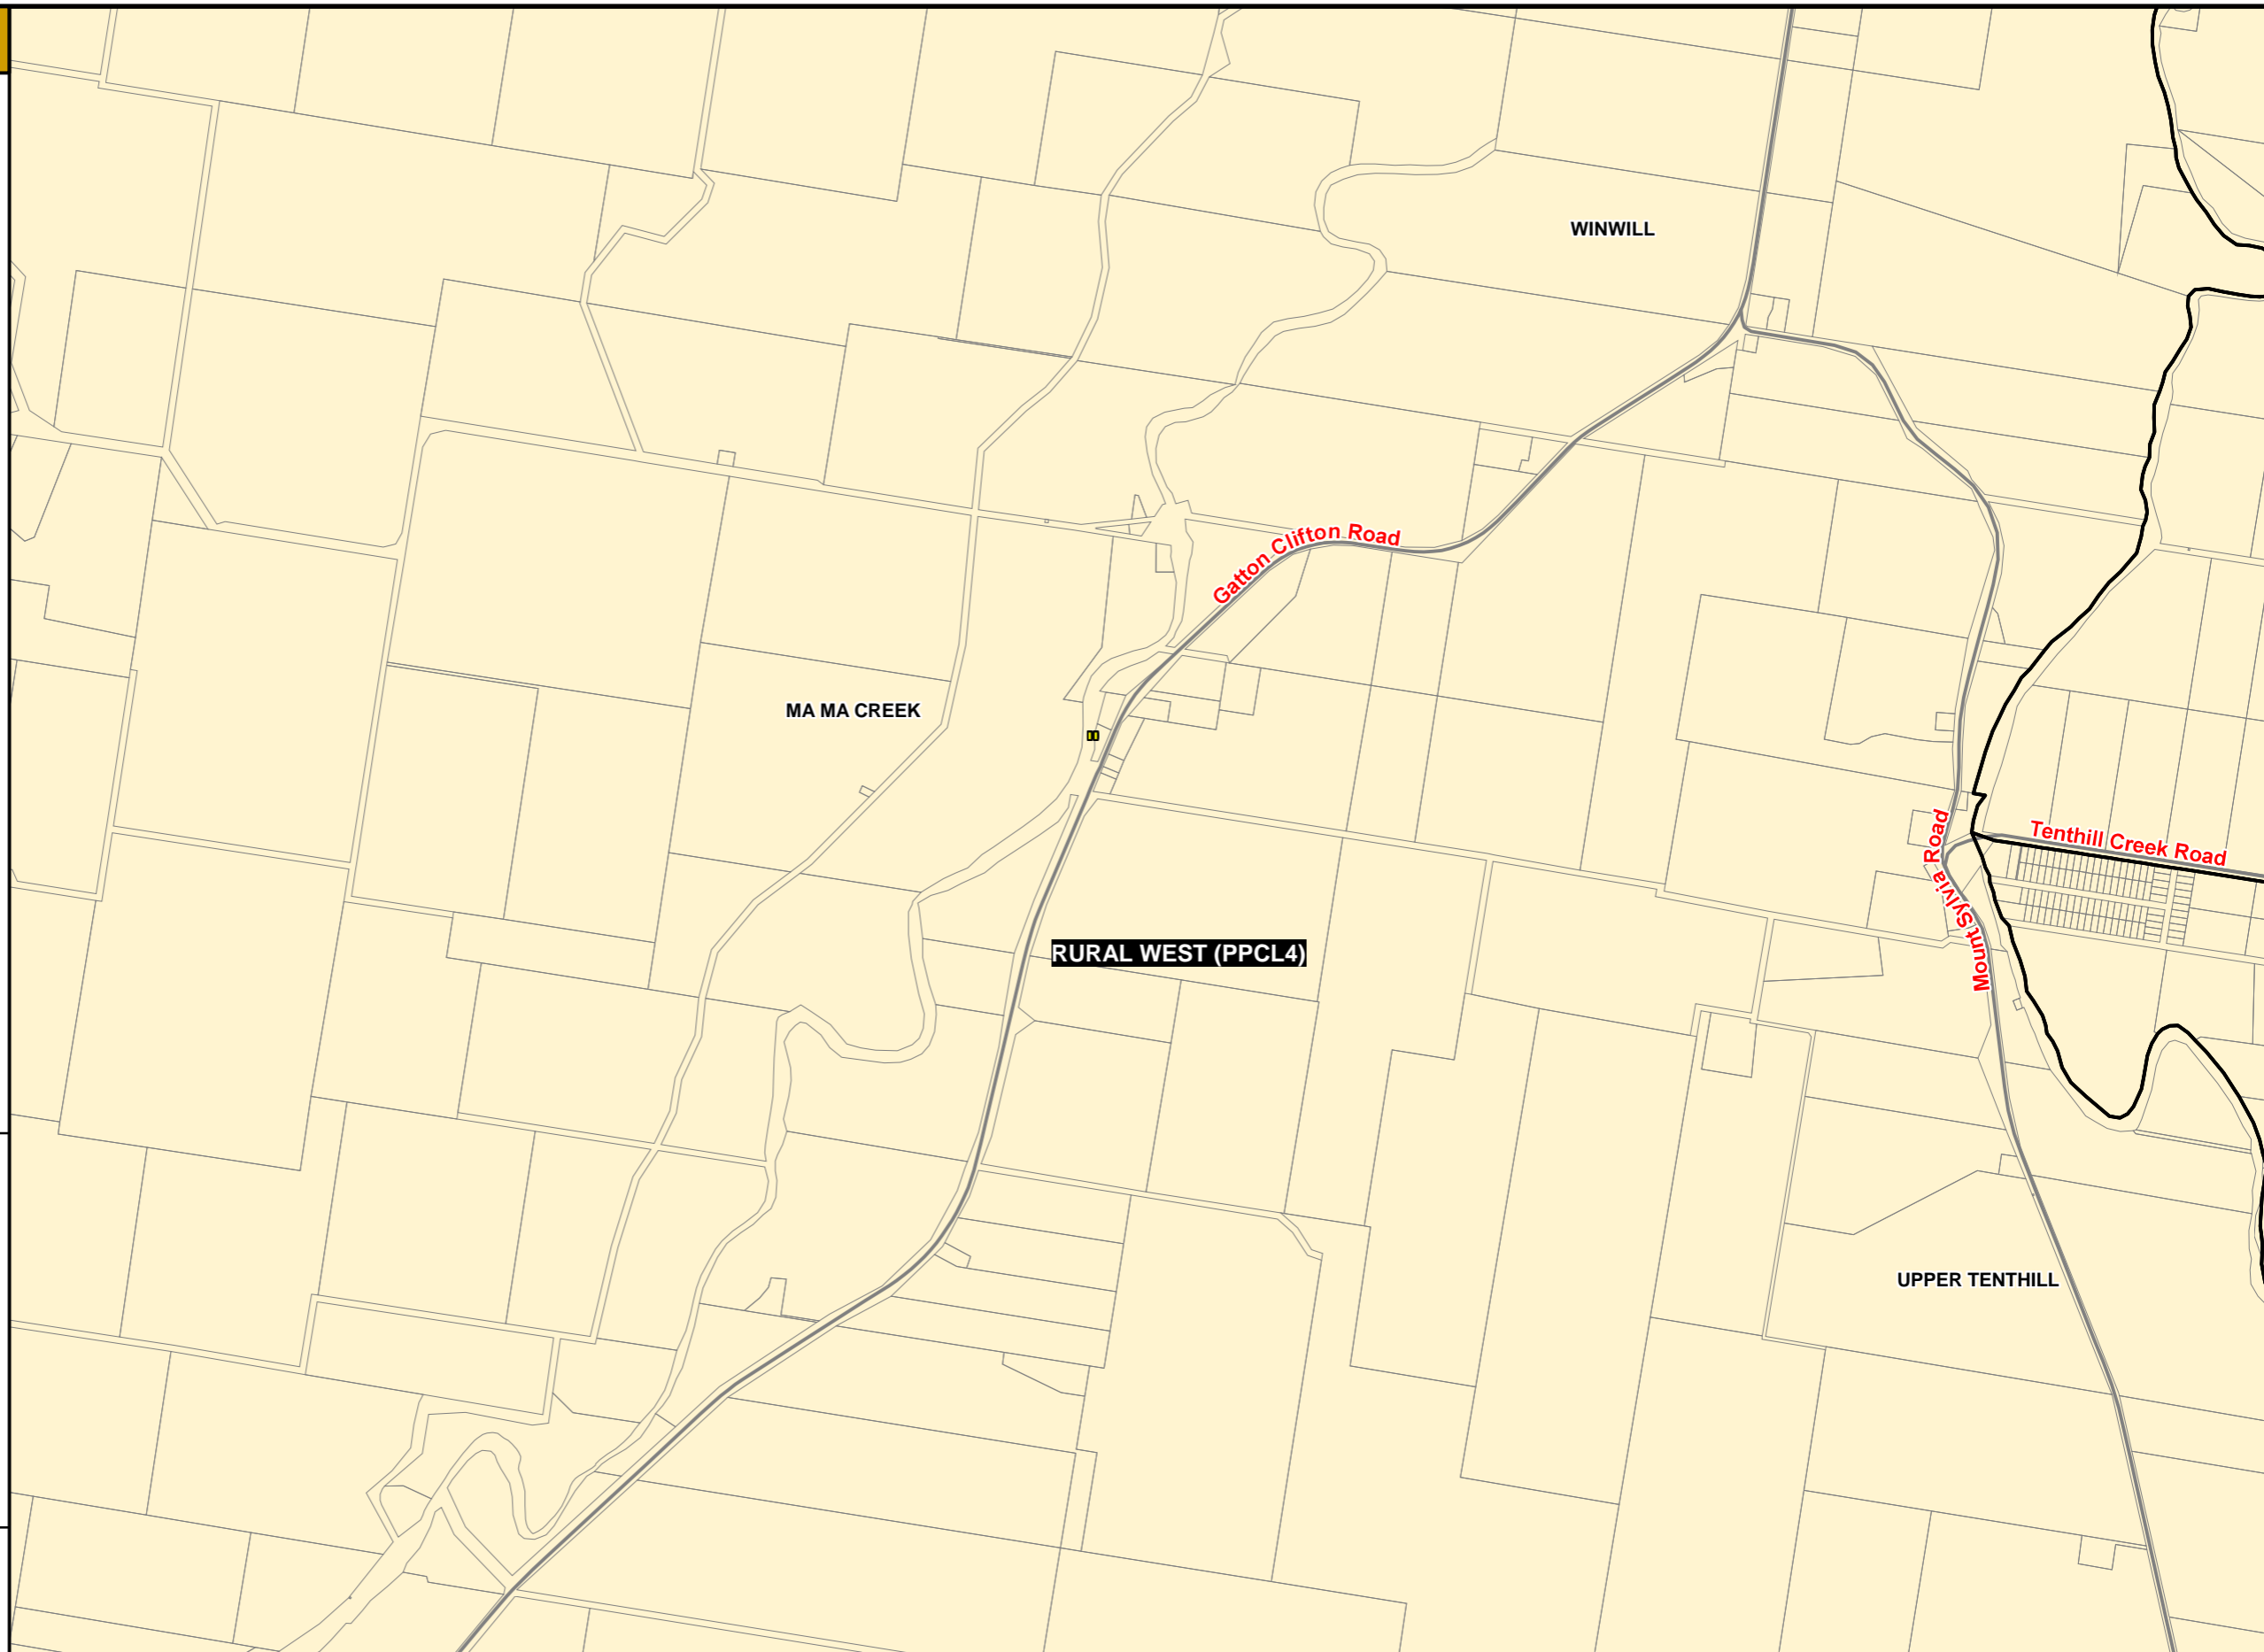 WINWILL
Gatton Clifton Road
MA MA CREEK
Tenthill Creek Road
Mount Sylvia Road
RURAL WEST (PPCL4)
UPPER TENTHILL